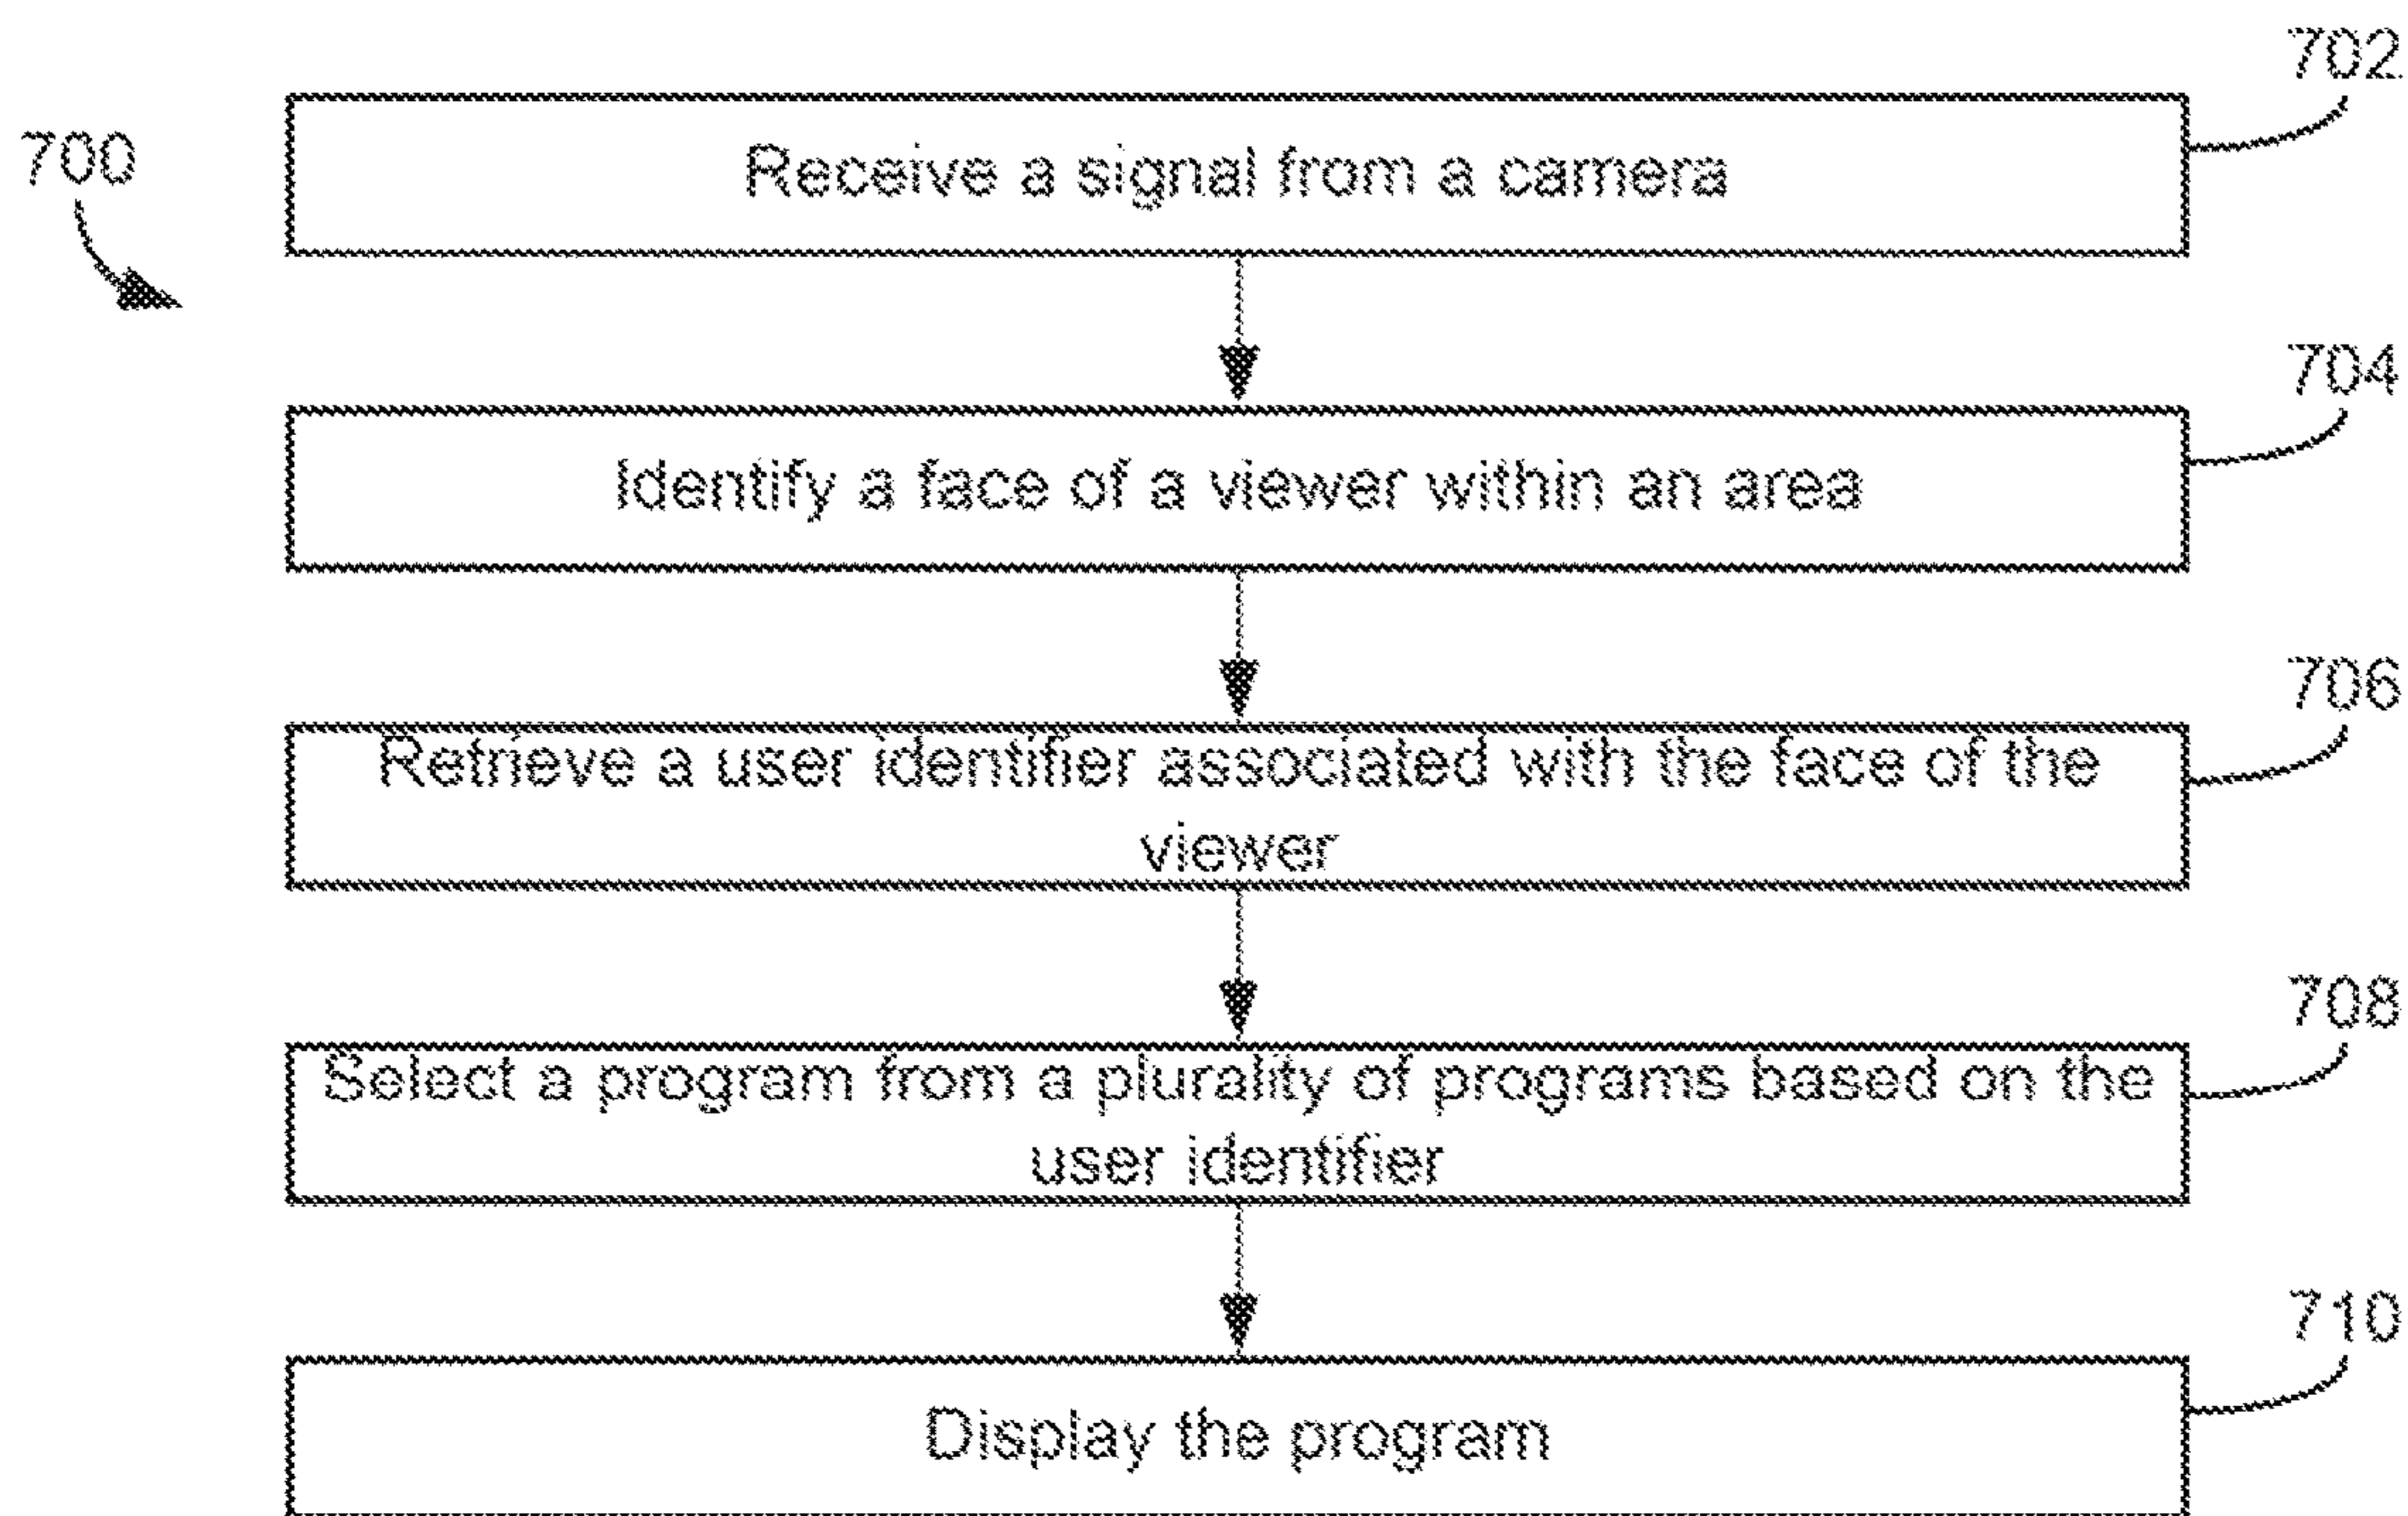 702
700
Receive a signal from a camera
704
Identify a face of a viewer within an area
706
Retrieve a user identifier associated with the face of the
viewer
708
Select a program from a plurality of programs based on the
user identifier
710
Display the program